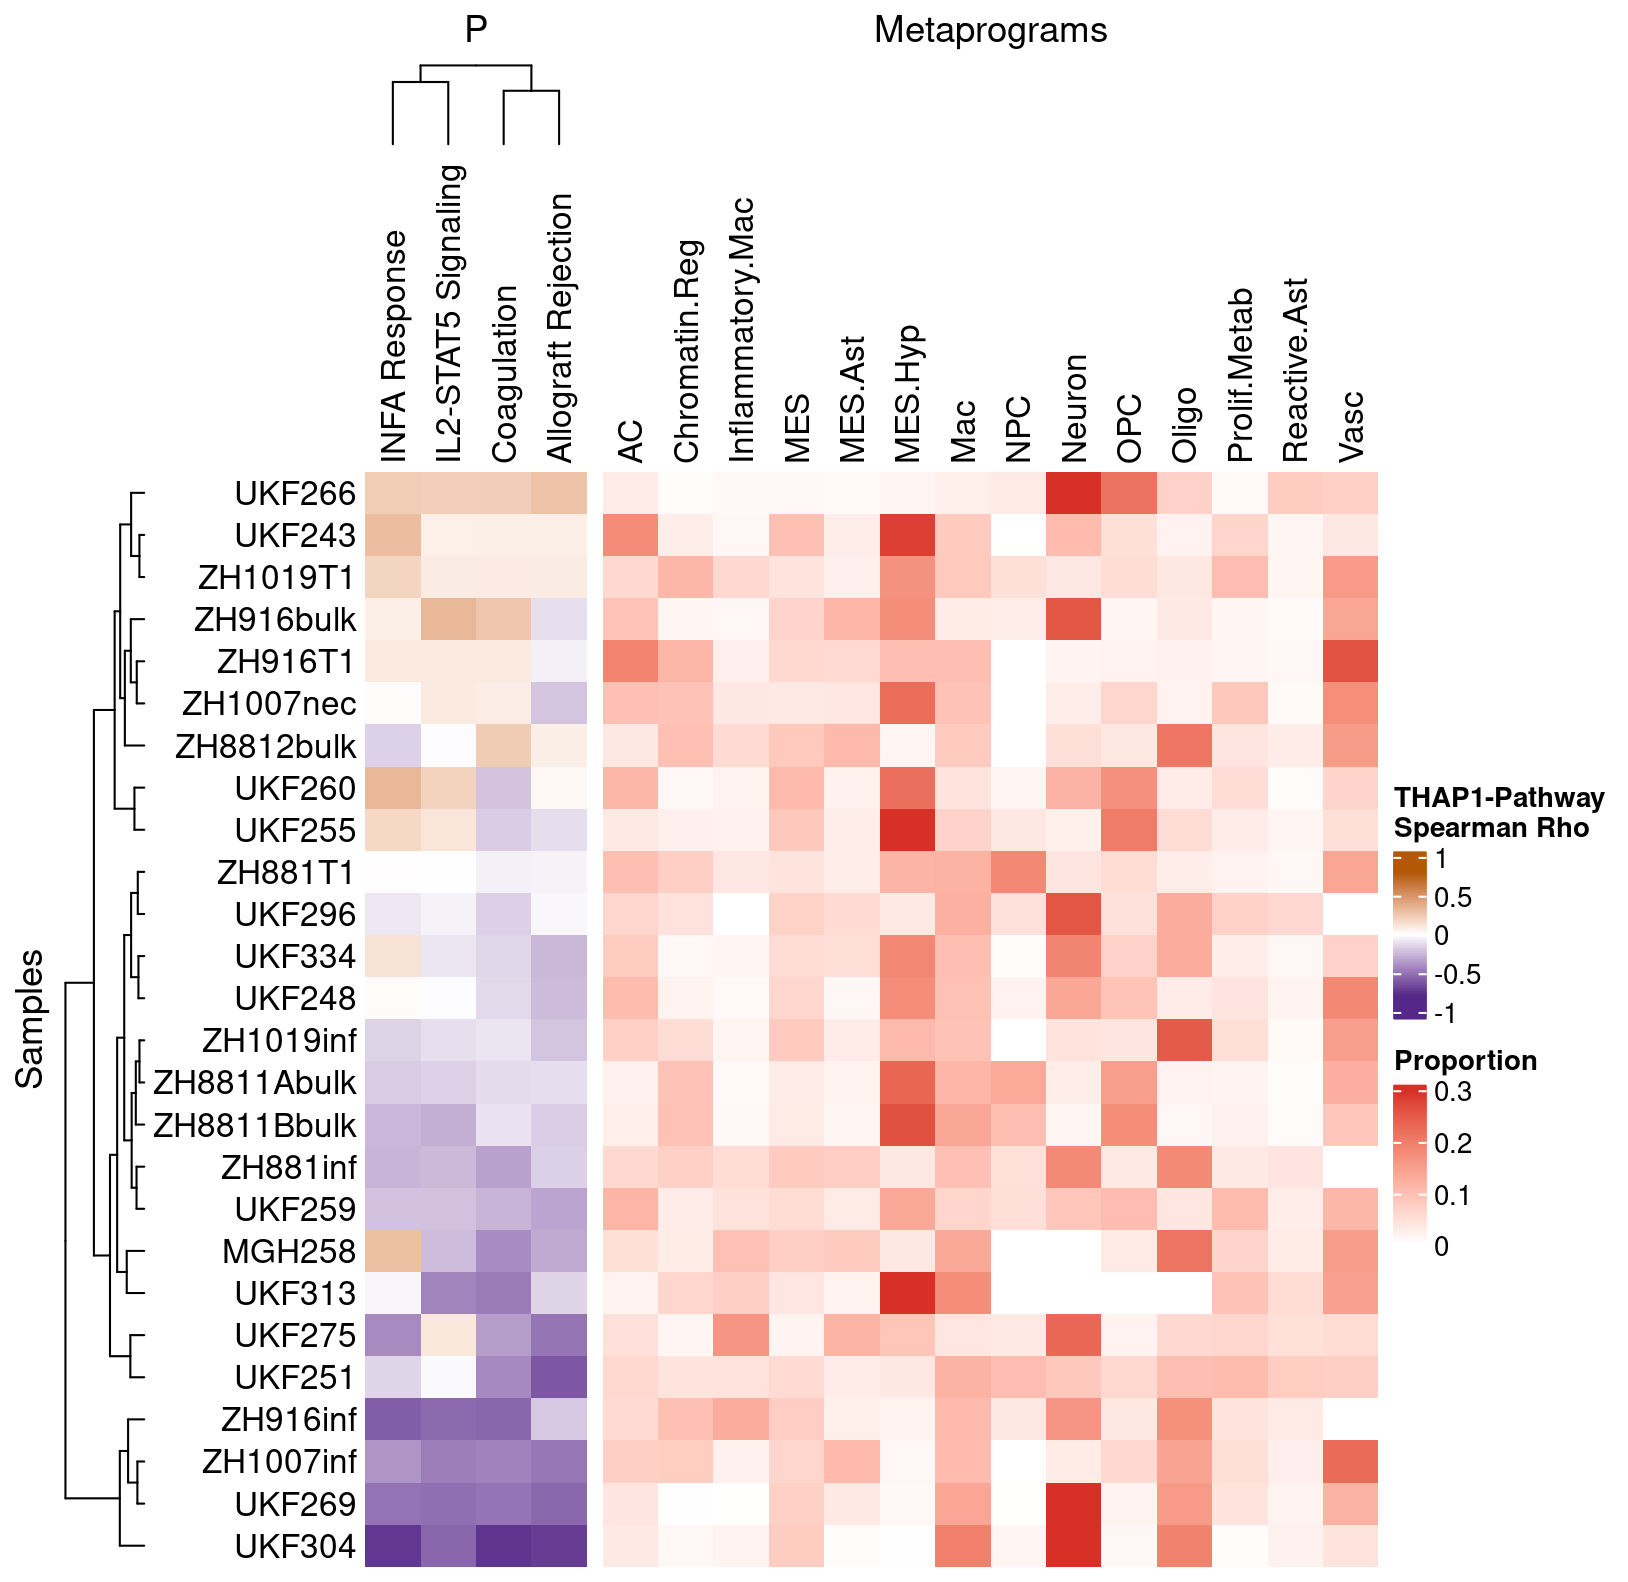 P
Metaprograms
INFA Response
IL2-STAT5 Signaling
Coagulation
Allograft Rejection
AC
Chromatin.Reg
Inflammatory.Mac
MES
MES.Ast
MES.Hyp
Mac
NPC
Neuron
OPC
Oligo
Prolif.Metab
Reactive.Ast
Vasc
Samples
UKF266
UKF243
ZH1019T1
ZH916bulk
ZH916T1
ZH1007nec
ZH8812bulk
UKF260
UKF255
ZH881T1
UKF296
UKF334
UKF248
ZH1019inf
ZH8811Abulk
ZH8811Bbulk
ZH881inf
UKF259
MGH258
UKF313
UKF275
UKF251
ZH916inf
ZH1007inf
UKF269
UKF304
THAP1-Pathway
Spearman Rho
1
0.5
0
-0.5
-1
Proportion
0.3
0.2
0.1
0